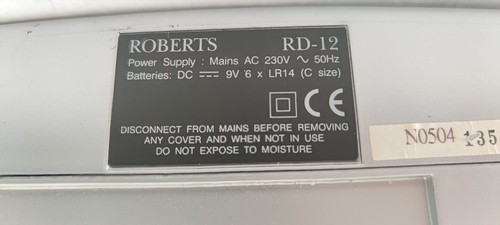 ROBERTS RD-12
Power Supply : Mains AC 230V ∿ 50Hz
Batteries: DC ⎓ 9V 6 x LR14 (C size)
CE
DISCONNECT FROM MAINS BEFORE REMOVING
ANY COVER AND WHEN NOT IN USE
DO NOT EXPOSE TO MOISTURE
N0504 135